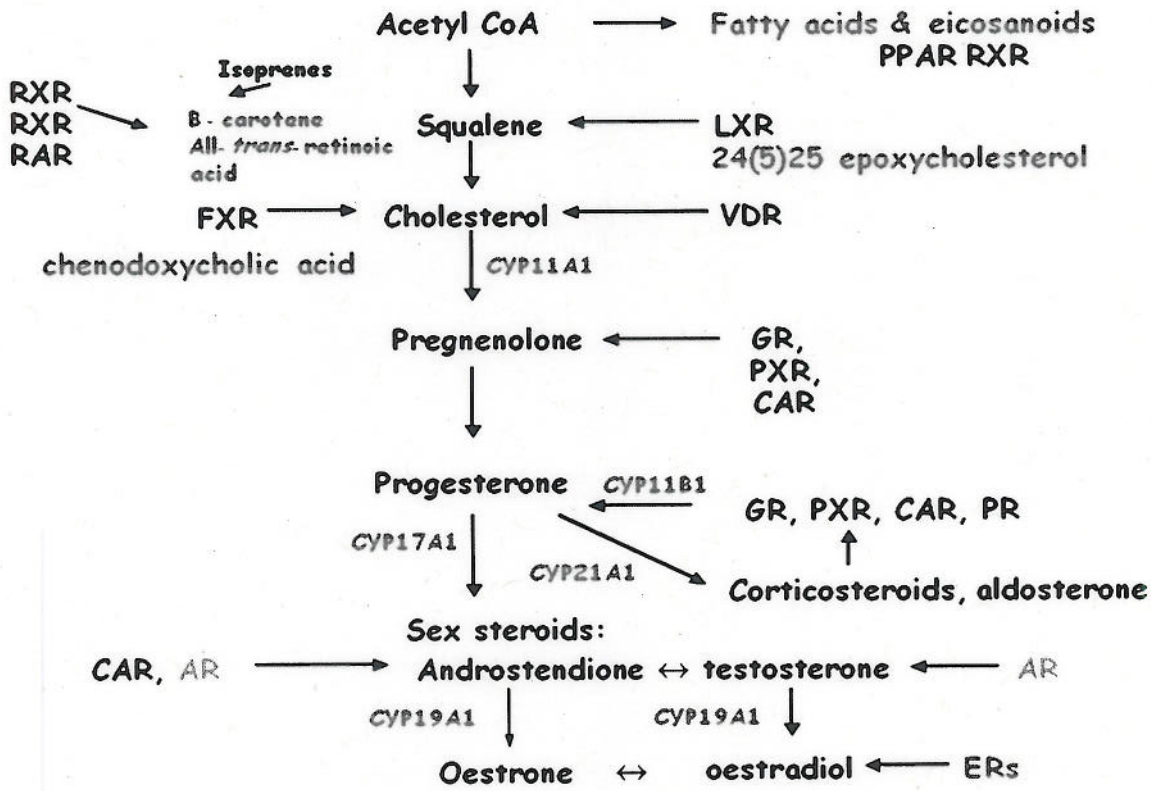 Acetyl CoA
Fatty acids & eicosanoids
PPAR RXR
Isoprenes
RXR
RXR
RAR
B- carotene
All-trans-retinoic
acid
Squalene
LXR
24(5)25 epoxycholesterol
FXR
Cholesterol
VDR
chenodoxycholic acid
CYP11A1
Pregnenolone
GR,
PXR,
CAR
Progesterone
CYP11B1
GR, PXR, CAR, PR
CYP17A1
CYP21A1
Corticosteroids, aldosterone
Sex steroids:
CAR, AR
Androstendione ↔ testosterone
AR
CYP19A1
CYP19A1
Oestrone ↔ oestradiol
ERs